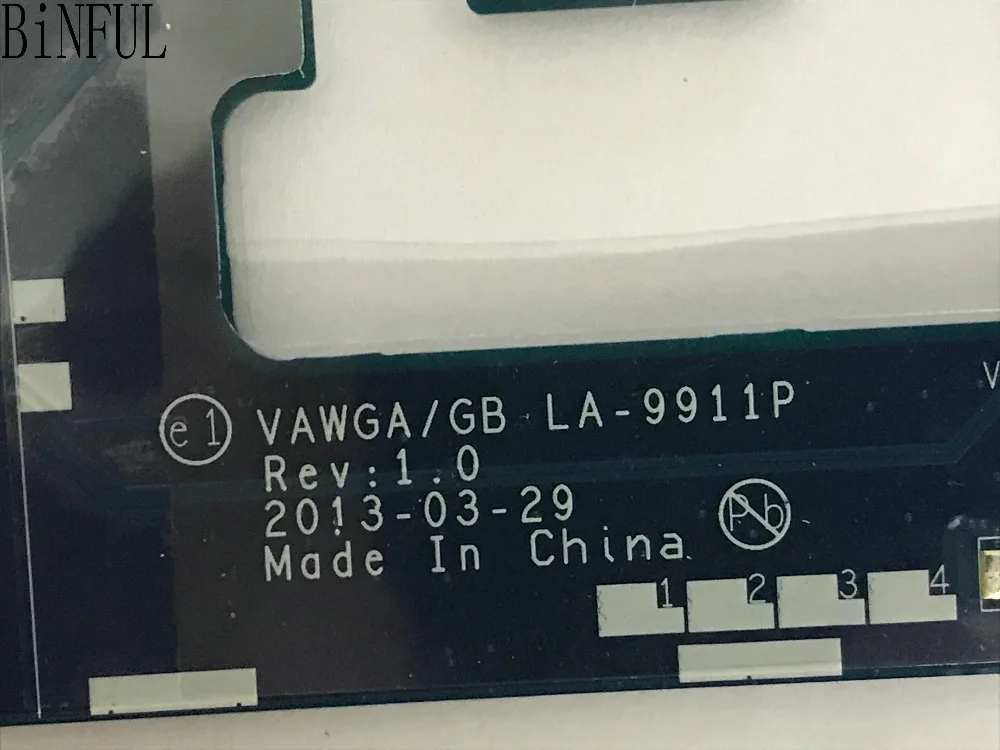 BiNFUL
e1 VAWGA/GB LA-9911P
Rev:1.0
2013-03-29
Made In China
Pb
1 2 3 4
V